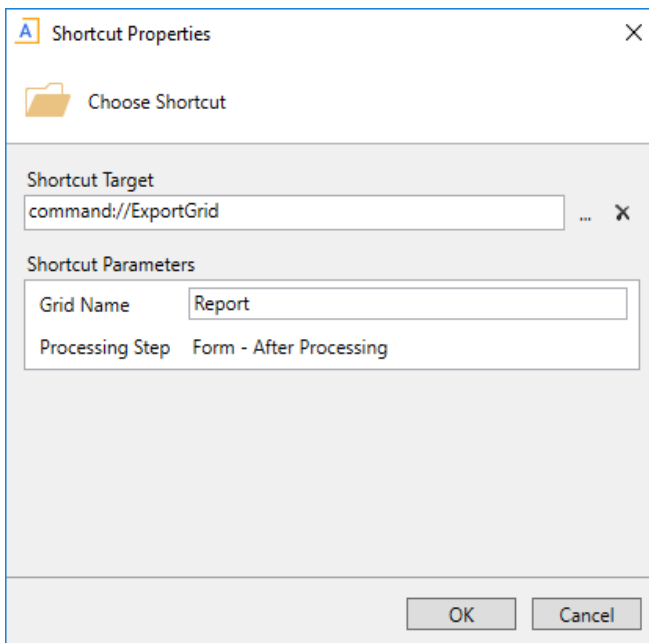 A Shortcut Properties
Choose Shortcut
Shortcut Target
command://ExportGrid ...
Shortcut Parameters
Grid Name Report
Processing Step Form - After Processing
OK Cancel